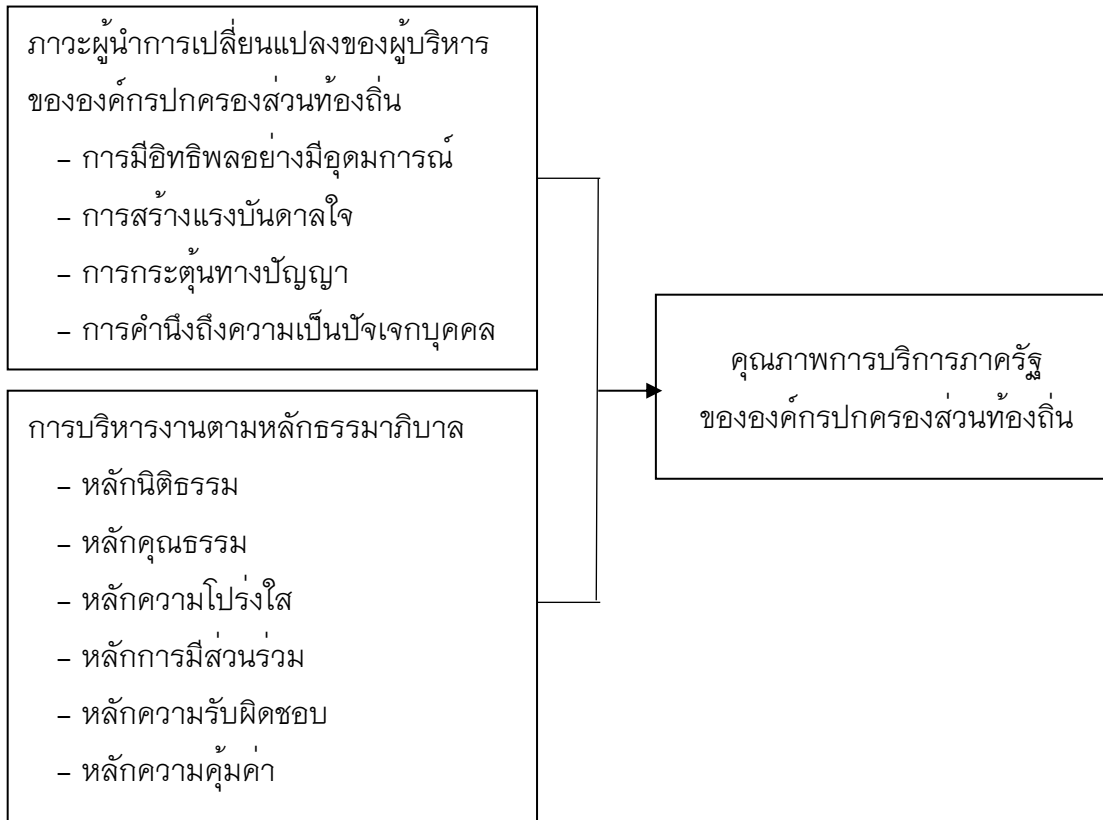 ภาวะผู้นำการเปลี่ยนแปลงของผู้บริหาร
ขององค์กรปกครองส่วนท้องถิ่น
– การมีอิทธิพลอย่างมีอุดมการณ์
– การสร้างแรงบันดาลใจ
– การกระตุ้นทางปัญญา
– การคำนึงถึงความเป็นปัจเจกบุคคล
การบริหารงานตามหลักธรรมาภิบาล
– หลักนิติธรรม
– หลักคุณธรรม
– หลักความโปร่งใส
– หลักการมีส่วนร่วม
– หลักความรับผิดชอบ
– หลักความคุ้มค่า
คุณภาพการบริการภาครัฐ
ขององค์กรปกครองส่วนท้องถิ่น